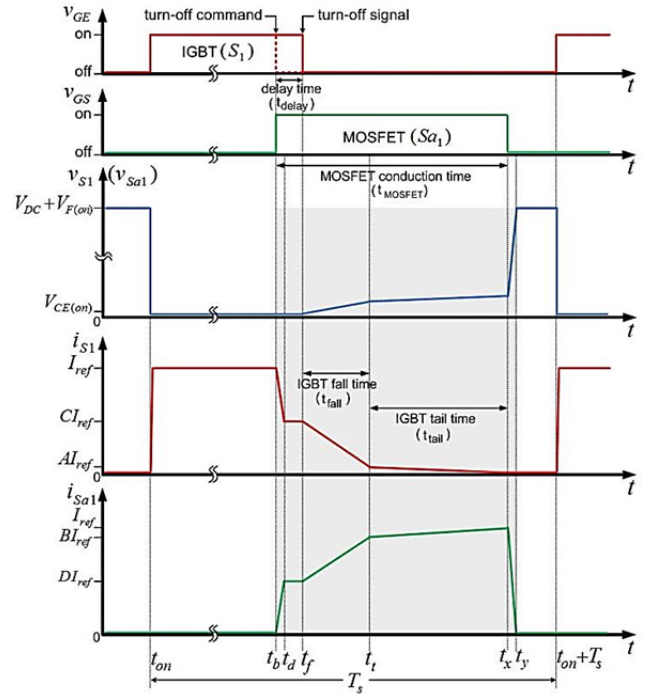 v_GE
turn-off command
turn-off signal
on
IGBT (S_1)
off
delay time
(t_delay)
t
v_GS
on
MOSFET (Sa_1)
off
t
v_S1 (v_Sa1)
MOSFET conduction time
(t_MOSFET)
V_DC + V_F(on)
V_CE(on)
0
t
i_S1
I_ref
IGBT fall time
(t_fall)
CI_ref
IGBT tail time
(t_tail)
AI_ref
0
t
i_Sa1
I_ref
BI_ref
DI_ref
0
t
t_on t_b t_d t_f t_t t_x t_y t_on+T_s
T_s